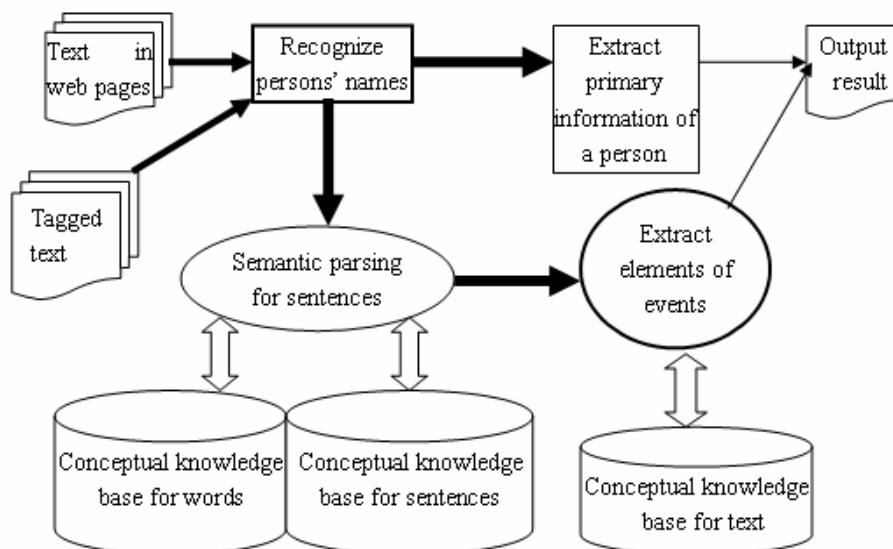 Text in
web pages
Recognize
persons' names
Extract
primary
information of
a person
Output
result
Tagged
text
Semantic parsing
for sentences
Extract
elements of
events
Conceptual knowledge
base for words
Conceptual knowledge
base for sentences
Conceptual knowledge
base for text